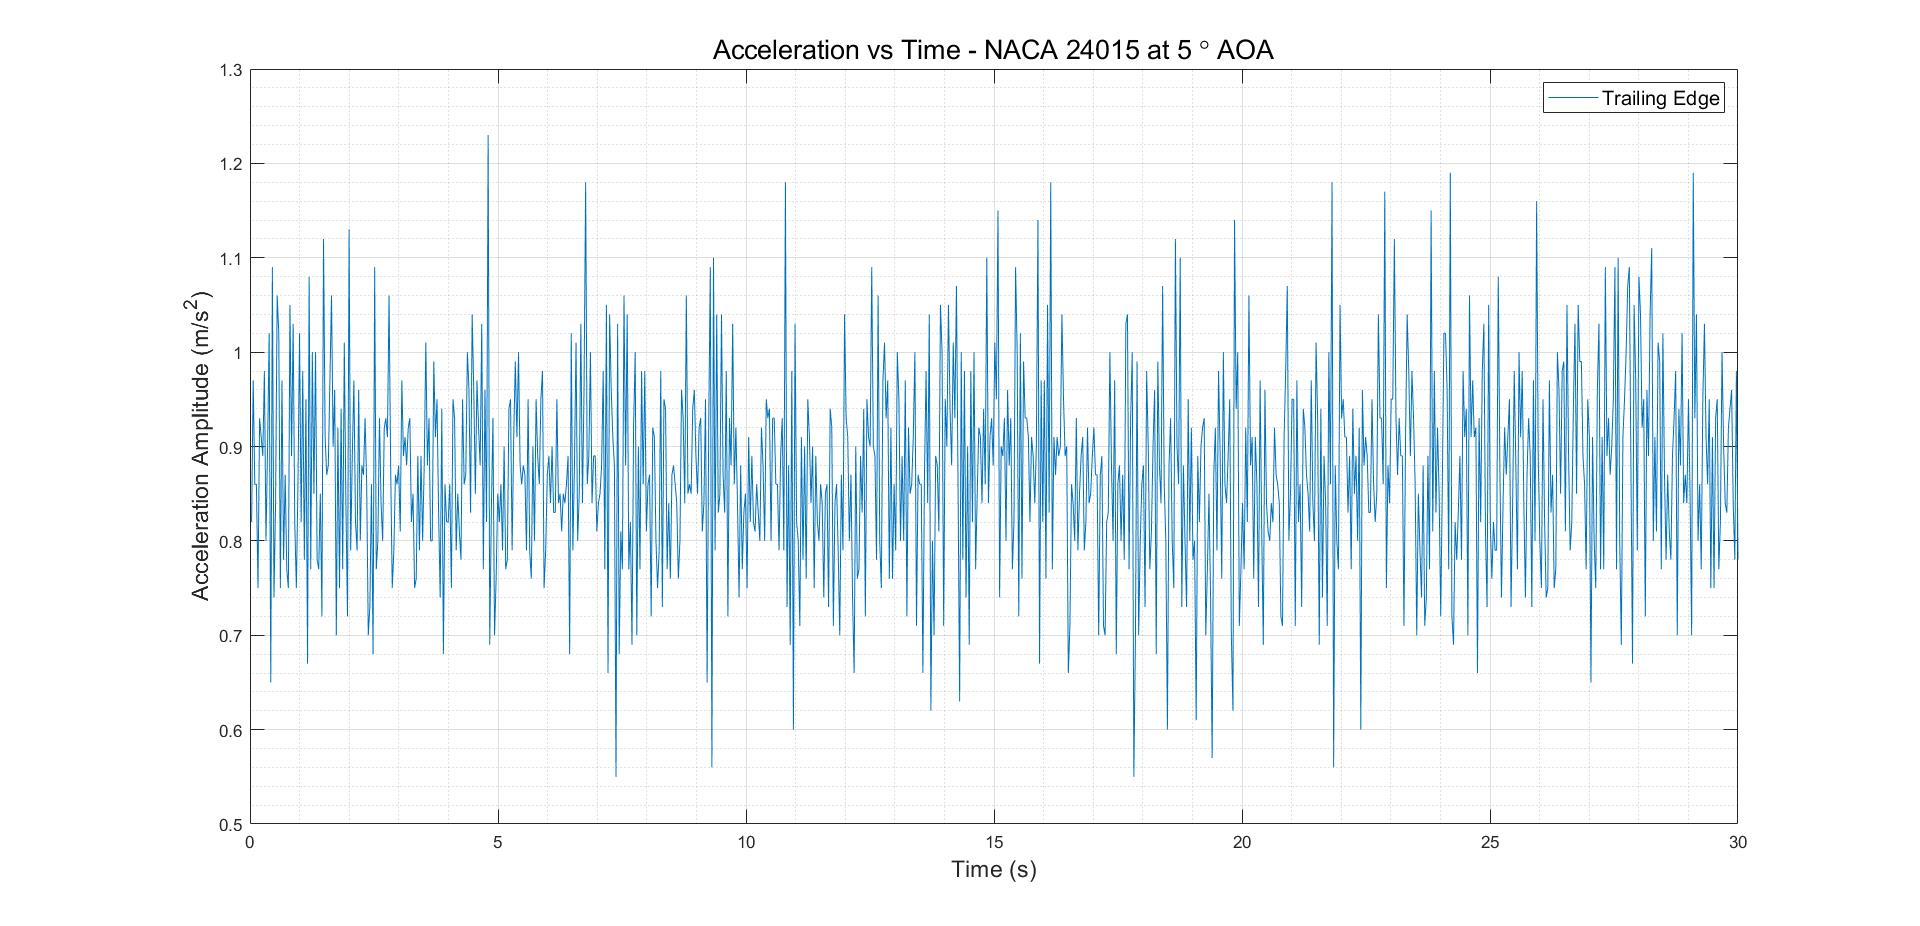 Acceleration vs Time - NACA 24015 at 5 ° AOA
Trailing Edge
Acceleration Amplitude (m/s²)
1.3
1.2
1.1
1
0.9
0.8
0.7
0.6
0.5
0 5 10 15 20 25 30
Time (s)